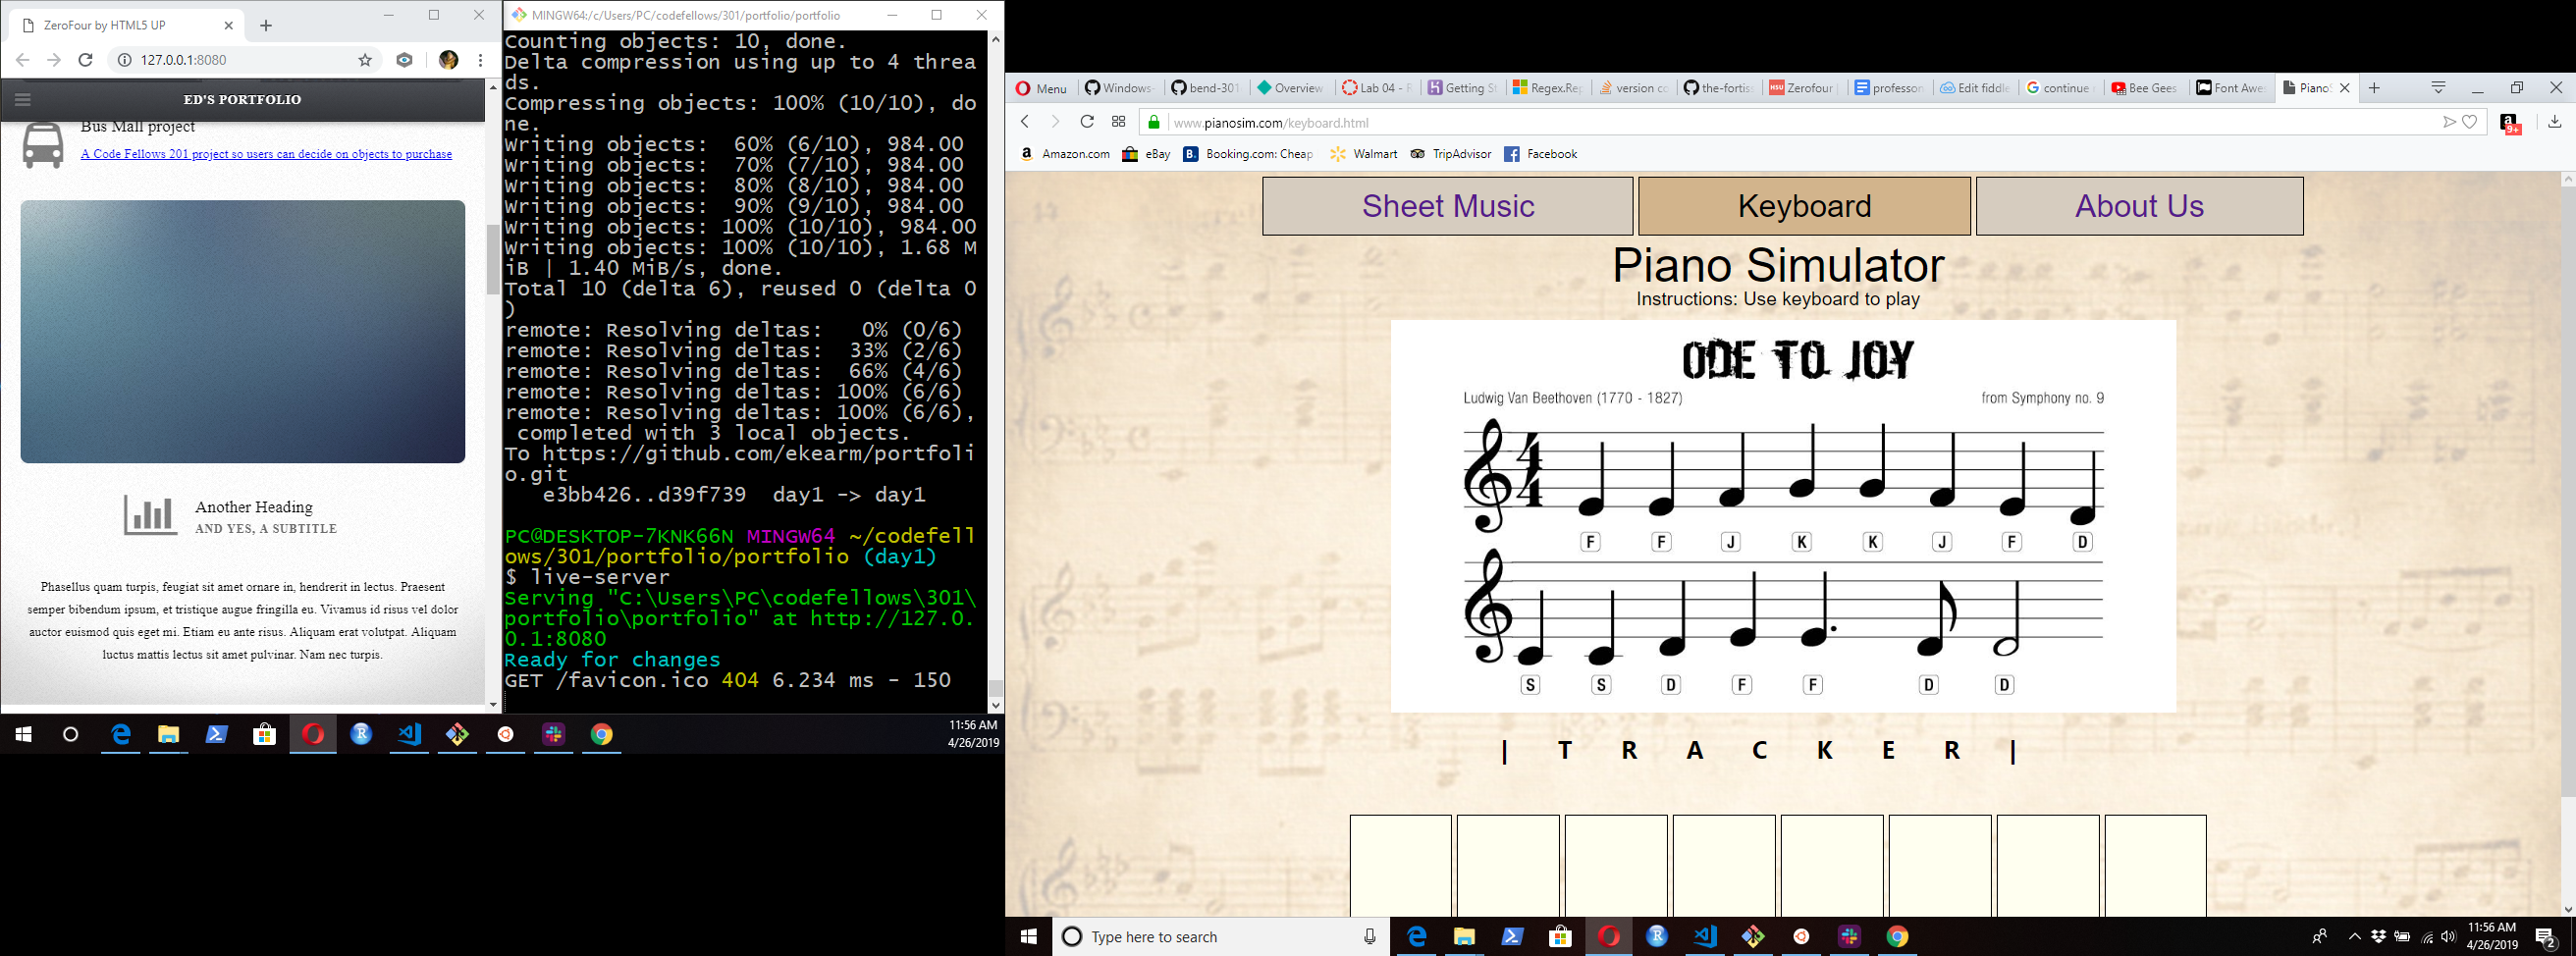 ZeroFour by HTML5 UP
127.0.0.1:8080
ED'S PORTFOLIO
Bus Mall project
A Code Fellows 201 project so users can decide on objects to purchase
Another Heading
AND YES, A SUBTITLE
Phasellus quam turpis, feugiat sit amet ornare in, hendrerit in lectus. Praesent
semper bibendum ipsum, et tristique augue fringilla eu. Vivamus id risus vel dolor
auctor euismod quis eget mi. Etiam eu ante risus. Aliquam erat volutpat. Aliquam
luctus mattis lectus sit amet pulvinar. Nam nec turpis.
MINGW64:/c/Users/PC/codefellows/301/portfolio/portfolio
Counting objects: 10, done.
Delta compression using up to 4 threa
ds.
Compressing objects: 100% (10/10), do
ne.
Writing objects:  60% (6/10), 984.00
Writing objects:  70% (7/10), 984.00
Writing objects:  80% (8/10), 984.00
Writing objects:  90% (9/10), 984.00
Writing objects: 100% (10/10), 984.00
Writing objects: 100% (10/10), 1.68 M
iB | 1.40 MiB/s, done.
Total 10 (delta 6), reused 0 (delta 0
)
remote: Resolving deltas:   0% (0/6)
remote: Resolving deltas:  33% (2/6)
remote: Resolving deltas:  66% (4/6)
remote: Resolving deltas: 100% (6/6)
remote: Resolving deltas: 100% (6/6),
 completed with 3 local objects.
To https://github.com/ekearm/portfoli
o.git
   e3bb426..d39f739  day1 -> day1
PC@DESKTOP-7KNK66N MINGW64 ~/codefell
ows/301/portfolio/portfolio (day1)
$ live-server
Serving "C:\Users\PC\codefellows\301\
portfolio\portfolio" at http://127.0.
0.1:8080
Ready for changes
GET /favicon.ico 404 6.234 ms - 150
11:56 AM
4/26/2019
Menu Windows- bend-301 Overview Lab 04 - F Getting St Regex.Rep version co the-fortis Zerofour professor Edit fiddle continue Bee Gees Font Awe PianoS
www.pianosim.com/keyboard.html
9+
Amazon.com eBay Booking.com: Cheap Walmart TripAdvisor Facebook
Sheet Music Keyboard About Us
Piano Simulator
Instructions: Use keyboard to play
ODE TO JOY
Ludwig Van Beethoven (1770 - 1827) from Symphony no. 9
4
4
F F J K K J F D
S S D F F D D
| T R A C K E R |
Type here to search
11:56 AM
4/26/2019
2